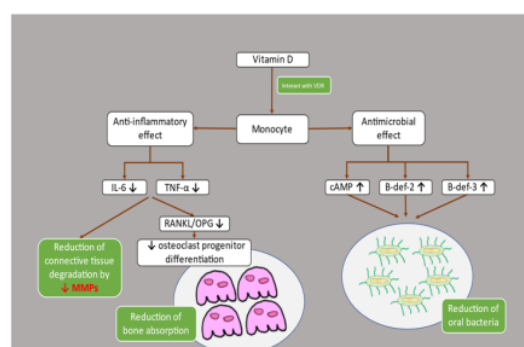 Vitamin D
Interact with VDR
Anti-inflammatory
effect
Monocyte
Antimicrobial
effect
IL-6 ↓
TNF-α ↓
cAMP ↑
B-def-2 ↑
B-def-3 ↑
RANKL/OPG ↓
↓ osteoclast progenitor
differentiation
Reduction of
connective tissue
degradation by
↓ MMPs
Reduction of
bone absorption
Reduction of
oral bacteria